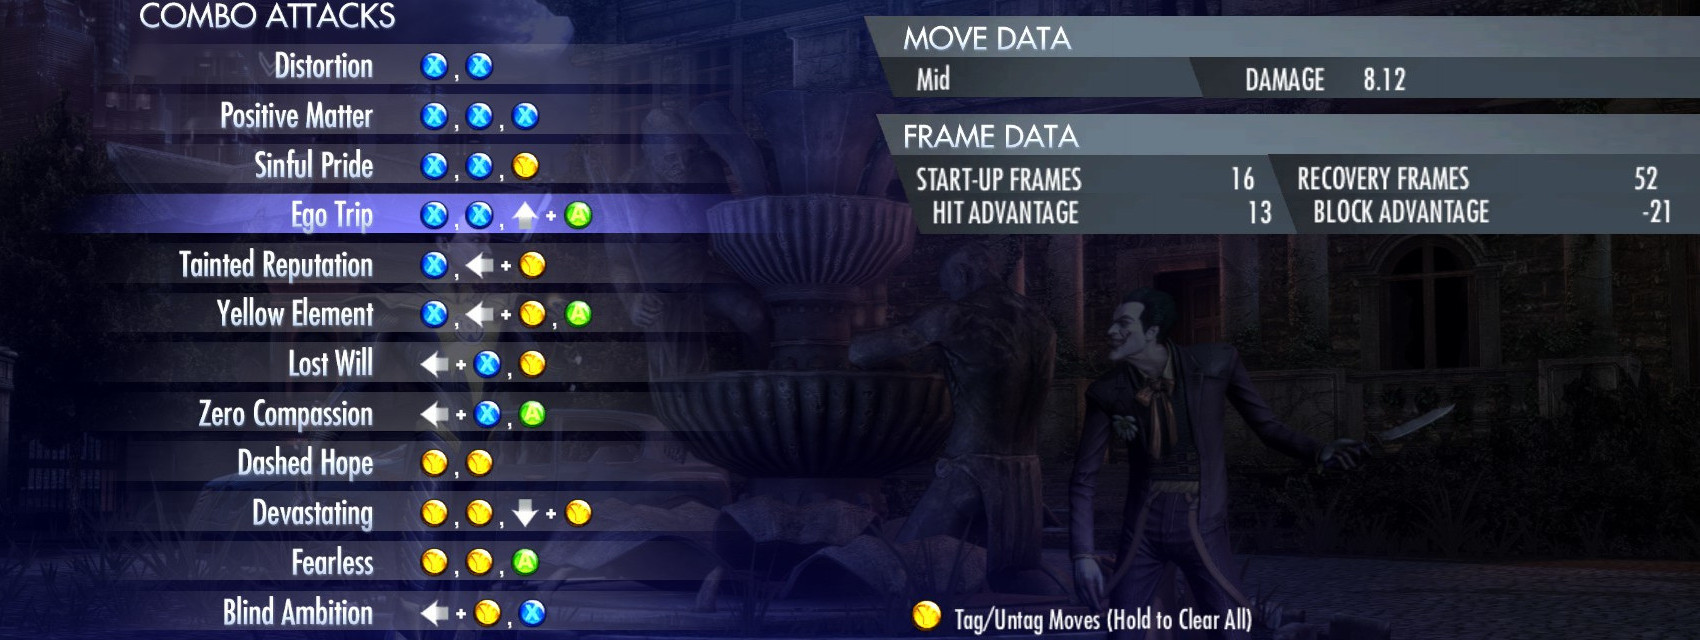 COMBO ATTACKS
Distortion X , X
Positive Matter X , X , X
Sinful Pride X , X , Y
Ego Trip X , X , + A
Tainted Reputation X , + Y
Yellow Element X , + Y , A
Lost Will + X , Y
Zero Compassion + X , A
Dashed Hope Y , Y
Devastating Y , Y , + Y
Fearless Y , Y , A
Blind Ambition + Y , X
MOVE DATA
Mid DAMAGE 8.12
FRAME DATA
START-UP FRAMES 16 RECOVERY FRAMES 52
HIT ADVANTAGE 13 BLOCK ADVANTAGE -21
Y Tag/Untag Moves (Hold to Clear All)